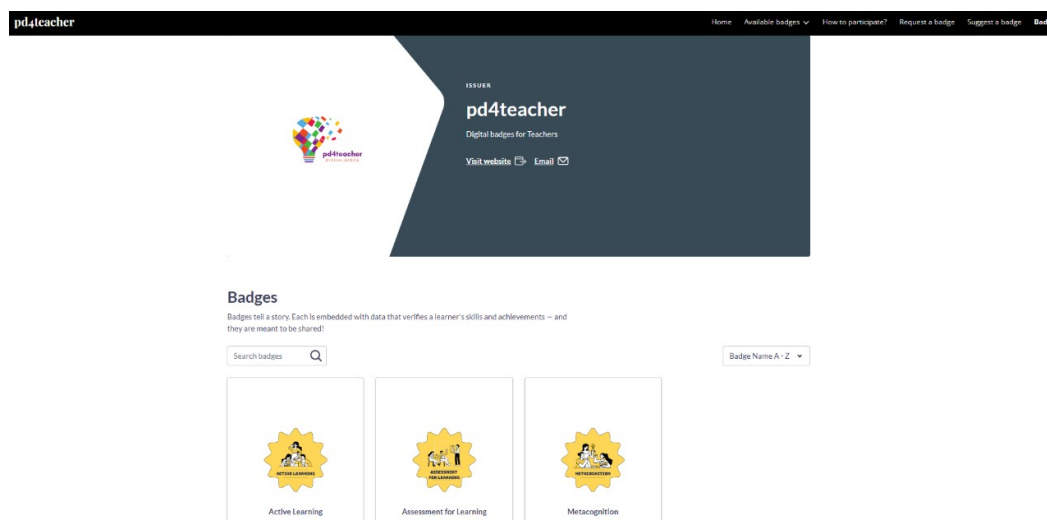 pd4teacher
Home Available badges How to participate? Request a badge Suggest a badge Bad
ISSUER
pd4teacher
Digital badges for Teachers
Visit website Email
pd4teacher
DIGITAL BADGES
Badges
Badges tell a story. Each is embedded with data that verifies a learner's skills and achievements — and
they are meant to be shared!
Search badges
Badge Name A - Z
ACTIVE LEARNING
ASSESSMENT
FOR LEARNING
METACOGNITION
Active Learning
Assessment for Learning
Metacognition